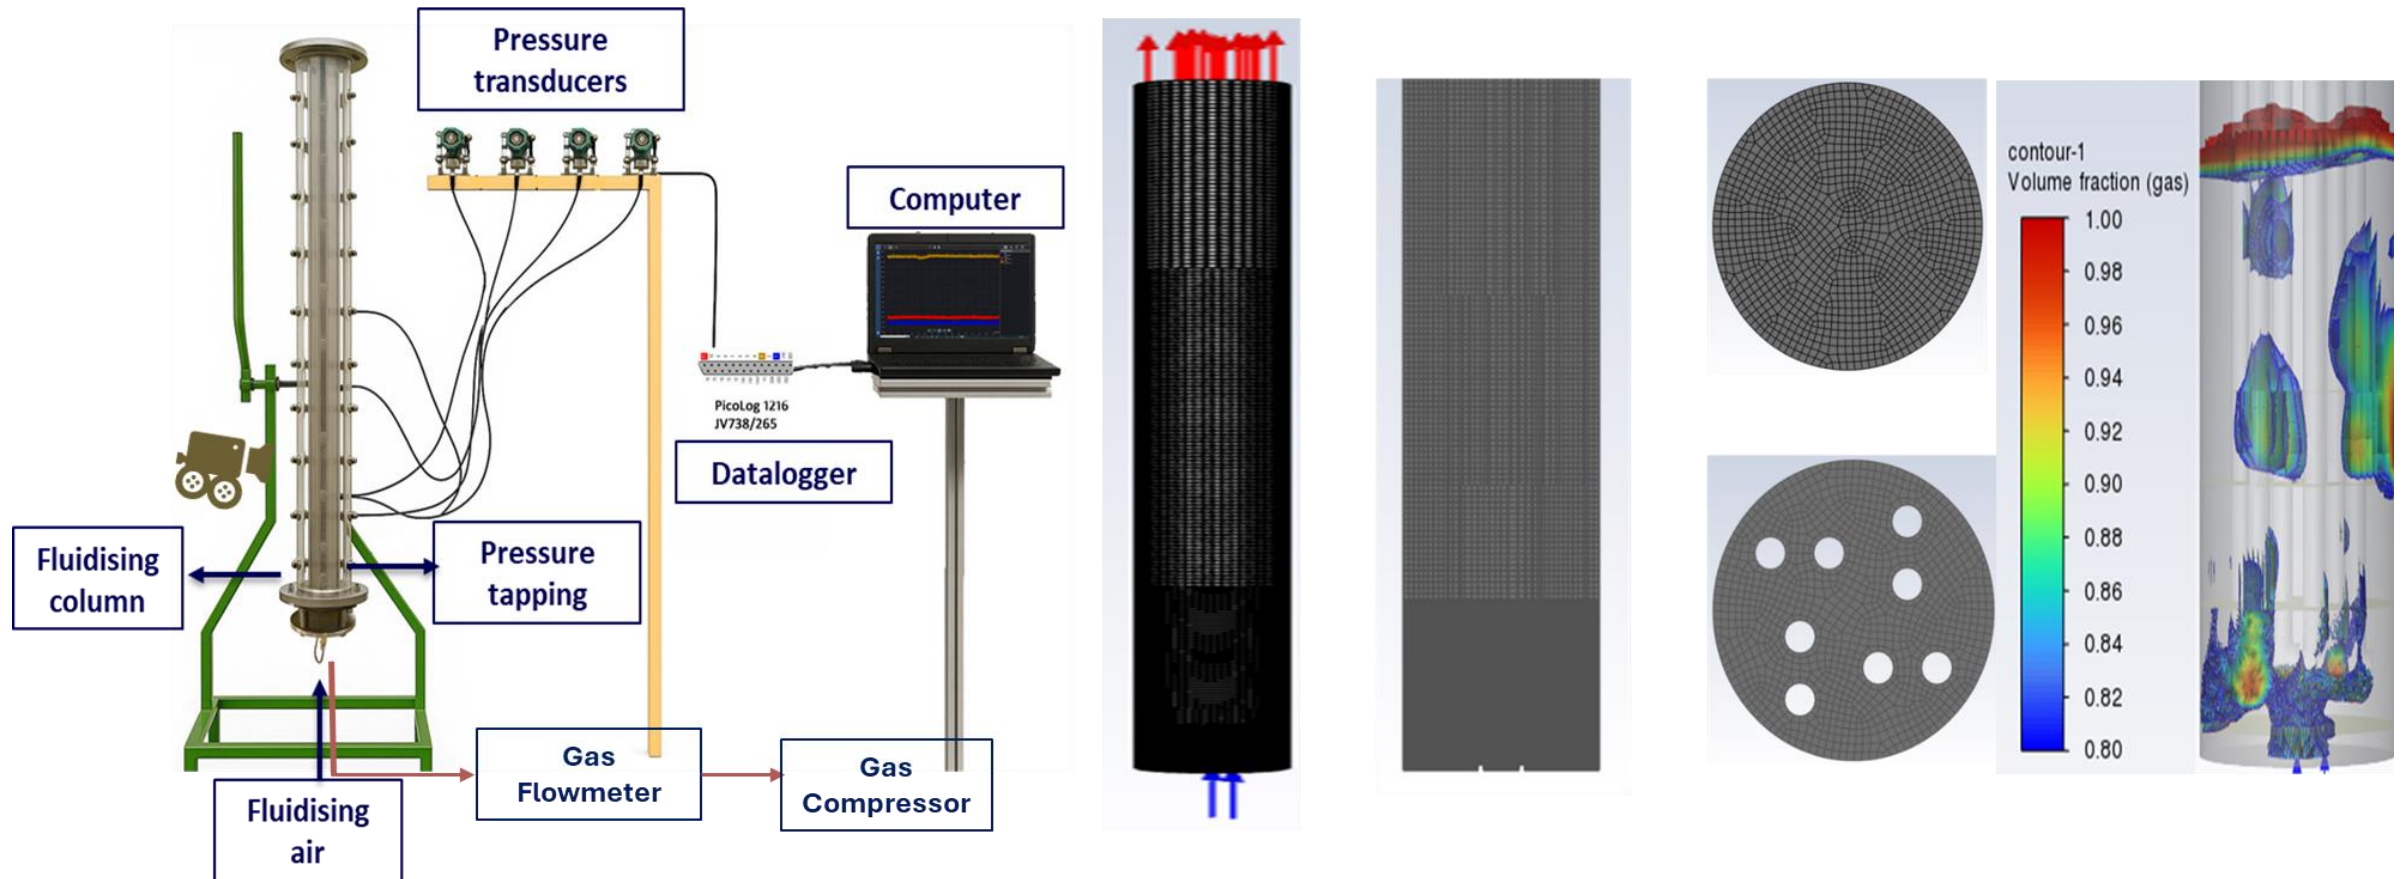 Pressure
transducers
Computer
PicoLog 1216
JV738/265
Datalogger
Fluidising
column
Pressure
tapping
Gas
Flowmeter
Gas
Compressor
Fluidising
air
contour-1
Volume fraction (gas)
1.00
0.98
0.96
0.94
0.92
0.90
0.88
0.86
0.84
0.82
0.80